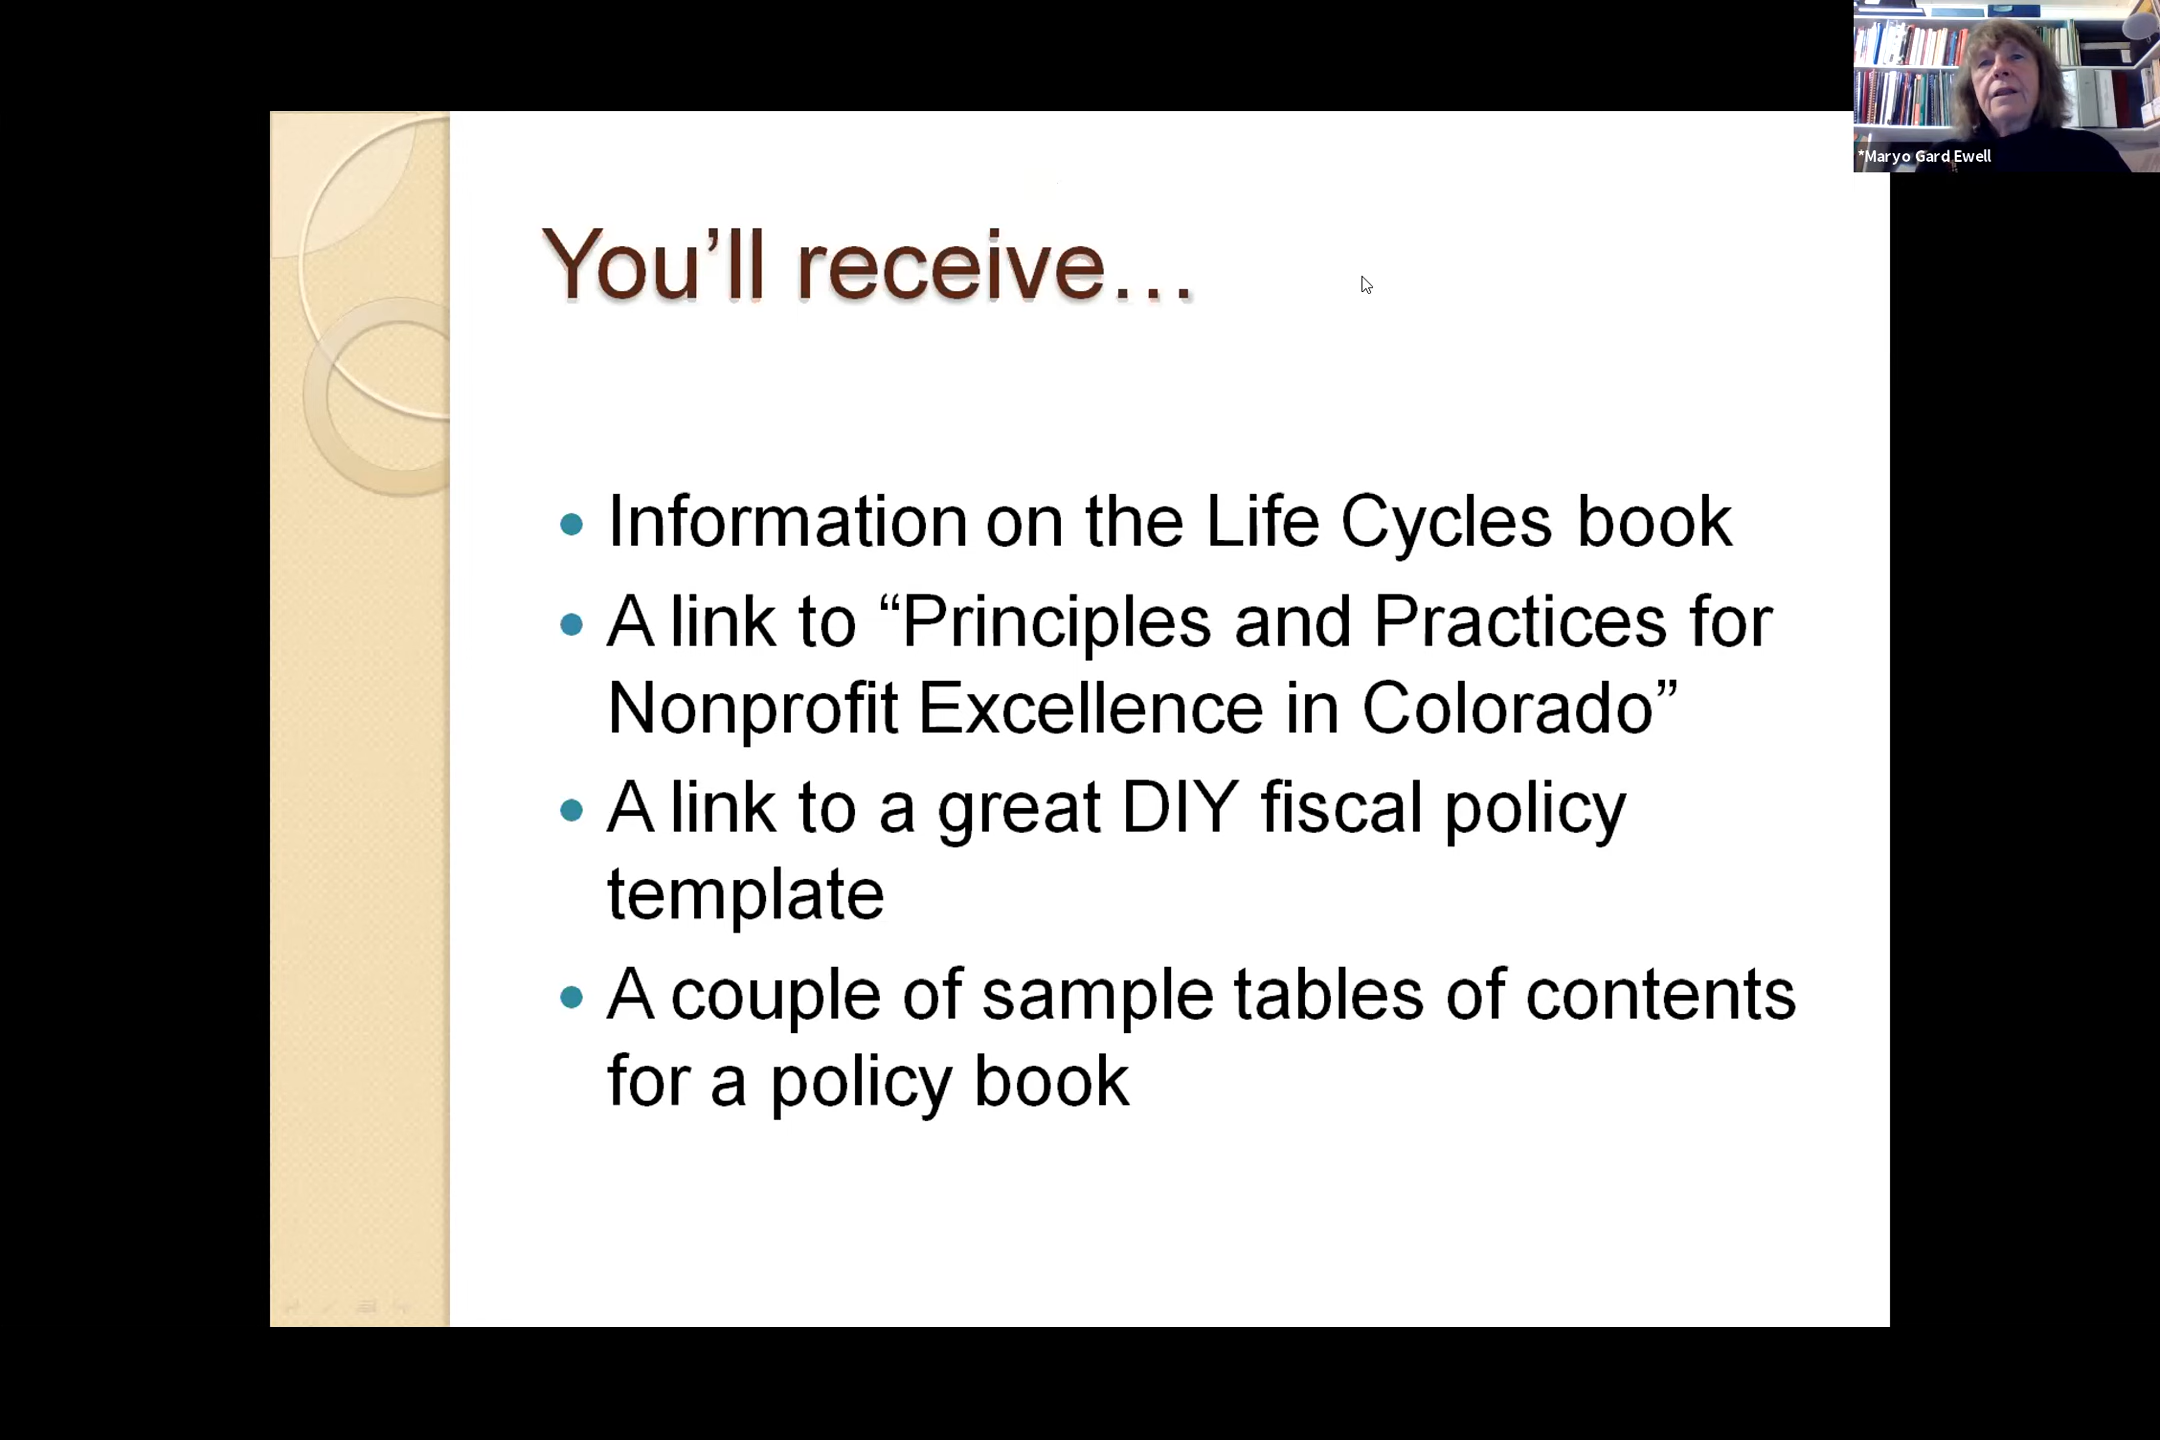 *Maryo Gard Ewell
You’ll receive…
• Information on the Life Cycles book
• A link to “Principles and Practices for
Nonprofit Excellence in Colorado”
• A link to a great DIY fiscal policy
template
• A couple of sample tables of contents
for a policy book